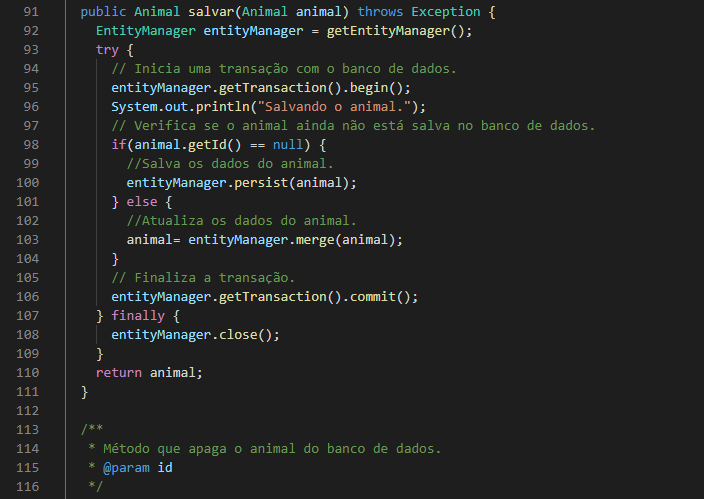 91 public Animal salvar(Animal animal) throws Exception {
92 EntityManager entityManager = getEntityManager();
93 try {
94 // Inicia uma transação com o banco de dados.
95 entityManager.getTransaction().begin();
96 System.out.println("Salvando o animal.");
97 // Verifica se o animal ainda não está salva no banco de dados.
98 if(animal.getId() == null) {
99 //Salva os dados do animal.
100 entityManager.persist(animal);
101 } else {
102 //Atualiza os dados do animal.
103 animal= entityManager.merge(animal);
104 }
105 // Finaliza a transação.
106 entityManager.getTransaction().commit();
107 } finally {
108 entityManager.close();
109 }
110 return animal;
111 }
112
113 /**
114 * Método que apaga o animal do banco de dados.
115 * @param id
116 */